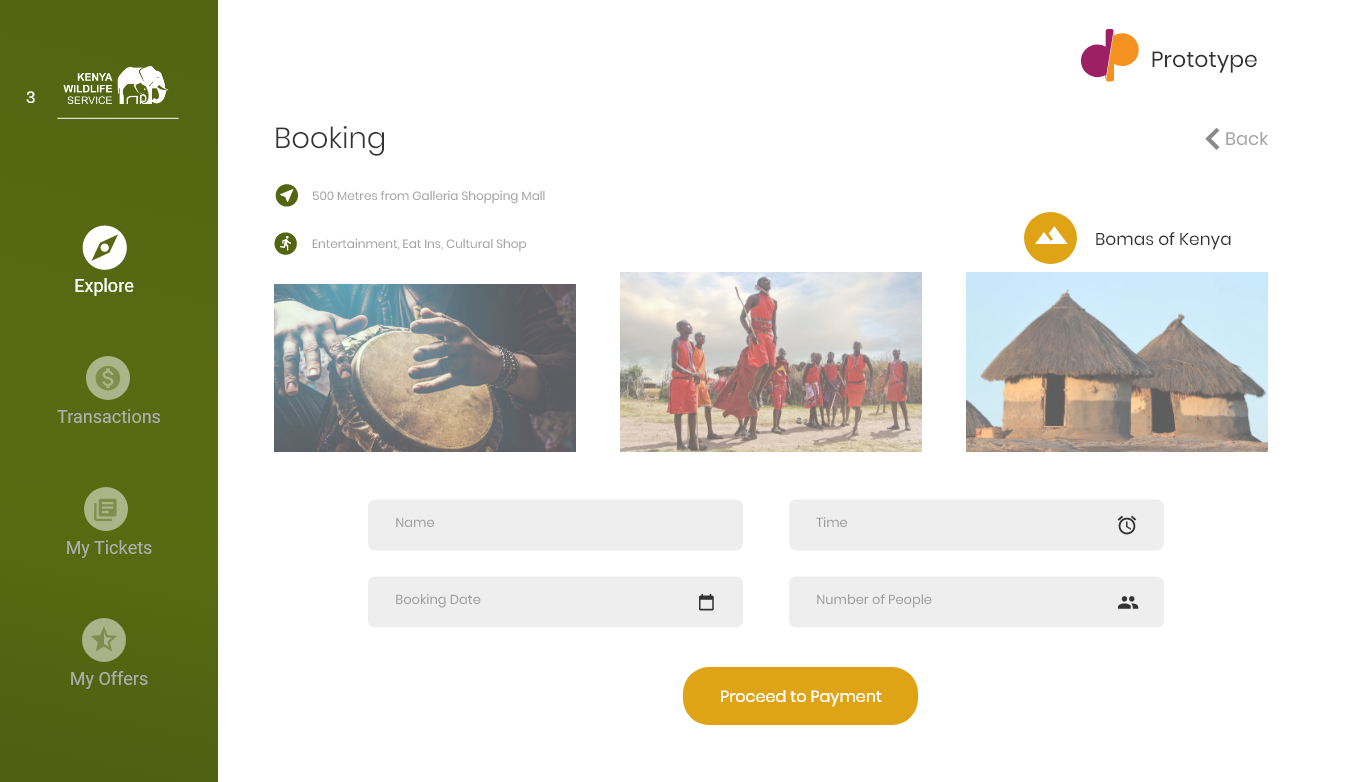 3
KENYA
WILDLIFE
SERVICE
Explore
Transactions
$
My Tickets
My Offers
dp Prototype
Booking
Back
500 Metres from Galleria Shopping Mall
Entertainment, Eat Ins, Cultural Shop
Bomas of Kenya
Name
Time
Booking Date
Number of People
Proceed to Payment